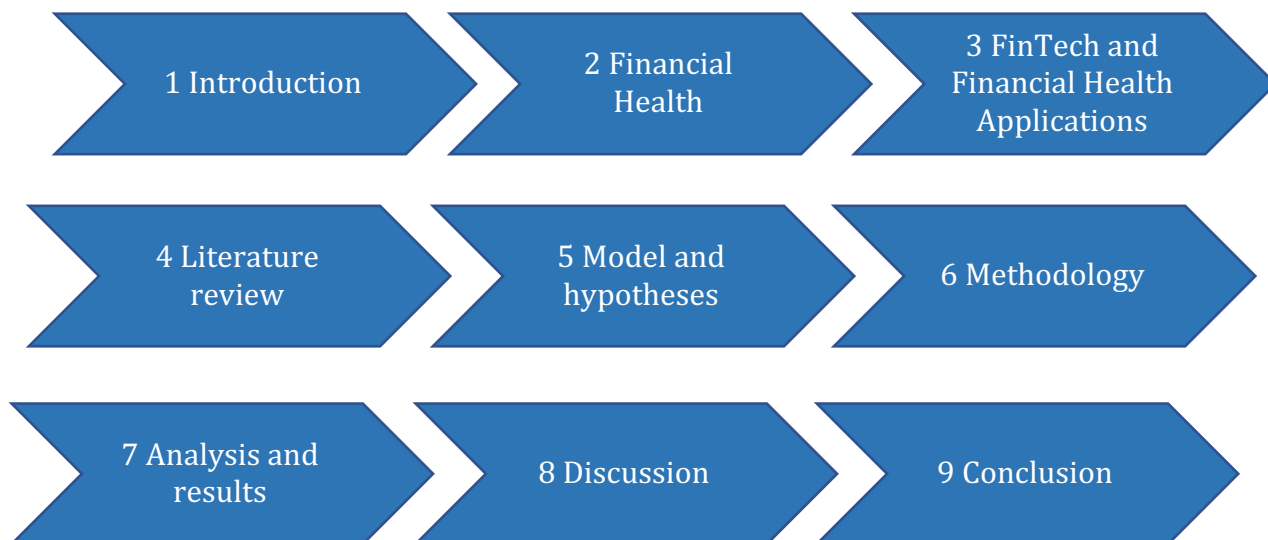 1 Introduction
2 Financial
Health
3 FinTech and
Financial Health
Applications
4 Literature
review
5 Model and
hypotheses
6 Methodology
7 Analysis and
results
8 Discussion
9 Conclusion